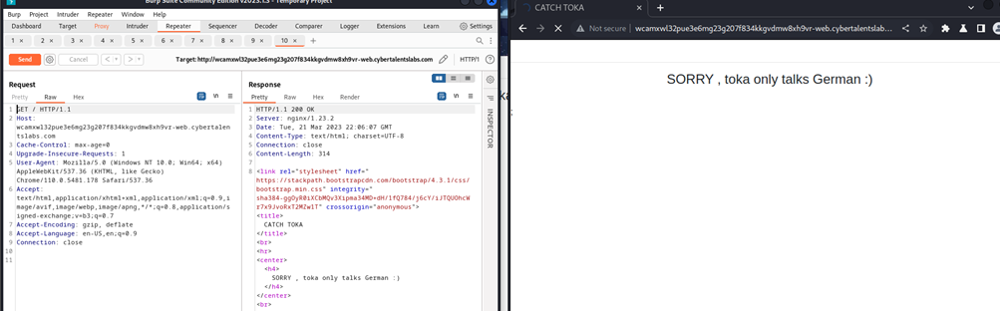 Burp Suite Community Edition v2023.1.3 - Temporary Project
Burp Project Intruder Repeater Window Help
Dashboard Target Proxy Intruder Repeater Sequencer Decoder Comparer Logger Extensions Learn Settings
1 × 2 × 3 × 4 × 5 × 6 × 7 × 8 × 9 × 10 × +
Send Cancel < > Target: http://wcamxwl32pue3e6mg23g207f834kkgvdmw8xh9vr-web.cybertalentslabs.com HTTP/1
Request
Pretty Raw Hex
\n
1 GET / HTTP/1.1
2 Host:
wcamxwl32pue3e6mg23g207f834kkgvdmw8xh9vr-web.cybertalen
tslabs.com
3 Cache-Control: max-age=0
4 Upgrade-Insecure-Requests: 1
5 User-Agent: Mozilla/5.0 (Windows NT 10.0; Win64; x64)
AppleWebKit/537.36 (KHTML, like Gecko)
Chrome/110.0.5481.178 Safari/537.36
6 Accept:
text/html,application/xhtml+xml,application/xml;q=0.9,i
mage/avif,image/webp,image/apng,*/*;q=0.8,application/s
igned-exchange;v=b3;q=0.7
7 Accept-Encoding: gzip, deflate
8 Accept-Language: en-US,en;q=0.9
9 Connection: close
10
11
Response
Pretty Raw Hex Render
\n
1 HTTP/1.1 200 OK
2 Server: nginx/1.23.2
3 Date: Tue, 21 Mar 2023 22:06:07 GMT
4 Content-Type: text/html; charset=UTF-8
5 Connection: close
6 Content-Length: 314
7
8 <link rel="stylesheet" href="
https://stackpath.bootstrapcdn.com/bootstrap/4.3.1/css/
bootstrap.min.css" integrity="
sha384-ggOyR0iXCbMQv3Xipma34MD+dH/1fQ784/j6cY/iJTQUOhcW
r7x9JvoRxT2MZw1T" crossorigin="anonymous">
<title>
CATCH TOKA
</title>
<br>
<hr>
<center>
<h4>
SORRY , toka only talks German :)
</h4>
</center>
<br>
INSPECTOR
CATCH TOKA × +
Not secure | wcamxwl32pue3e6mg23g207f834kkgvdmw8xh9vr-web.cybertalentslab...
SORRY , toka only talks German :)